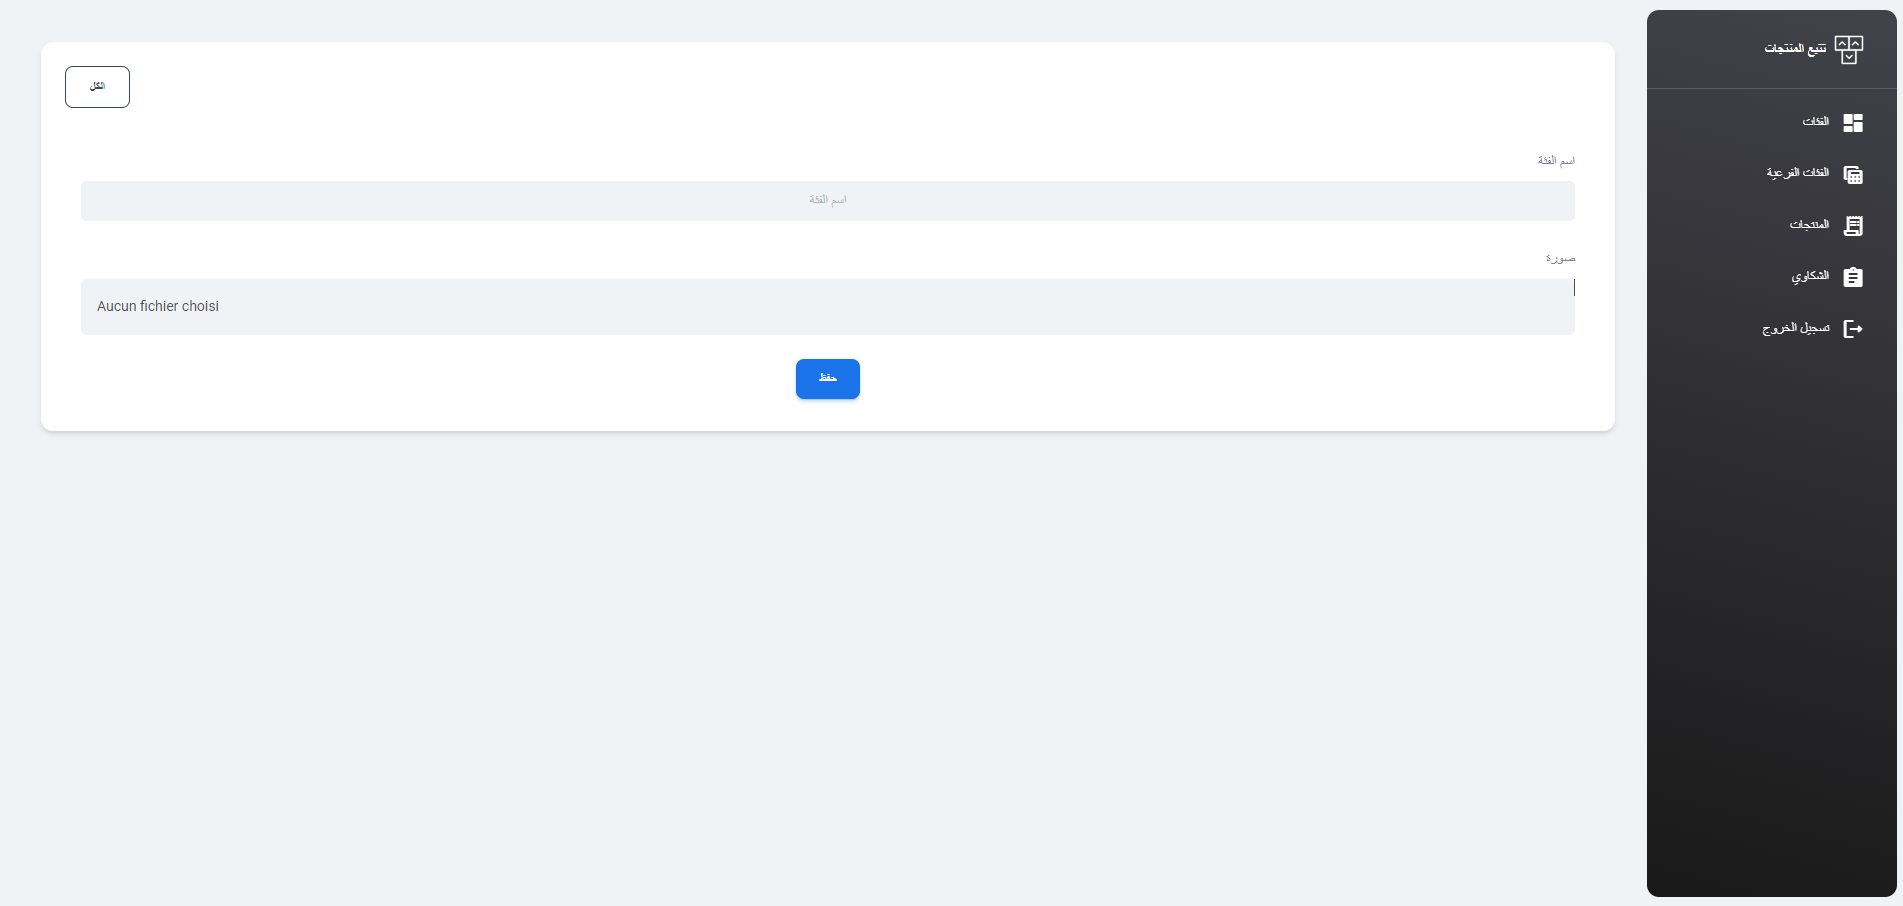 تتبع المنتجات
الفئات
الفئات الفرعية
المنتجات
الشكاوي
تسجيل الخروج
الكل
اسم الفئة
اسم الفئة
صورة
Aucun fichier choisi
حفظ